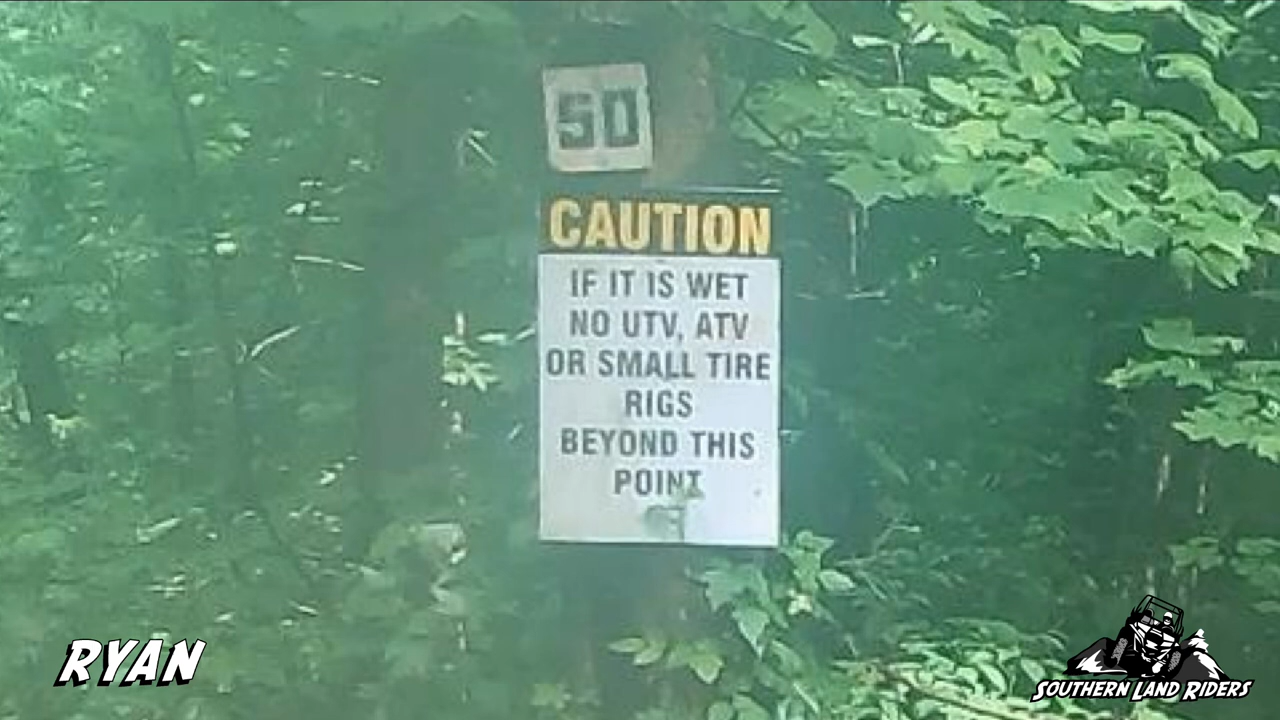 50
CAUTION
IF IT IS WET
NO UTV, ATV
OR SMALL TIRE
RIGS
BEYOND THIS
POINT
RYAN
SOUTHERN LAND RIDERS